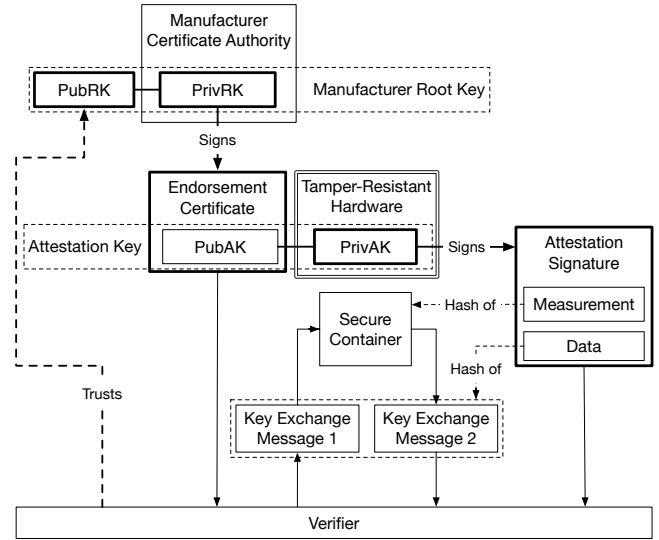 Manufacturer
Certificate Authority
PubRK
PrivRK
Manufacturer Root Key
Signs
Endorsement
Certificate
Tamper-Resistant
Hardware
Attestation Key
PubAK
PrivAK
Signs
Attestation
Signature
Measurement
Data
Hash of
Secure
Container
Hash of
Trusts
Key Exchange
Message 1
Key Exchange
Message 2
Verifier